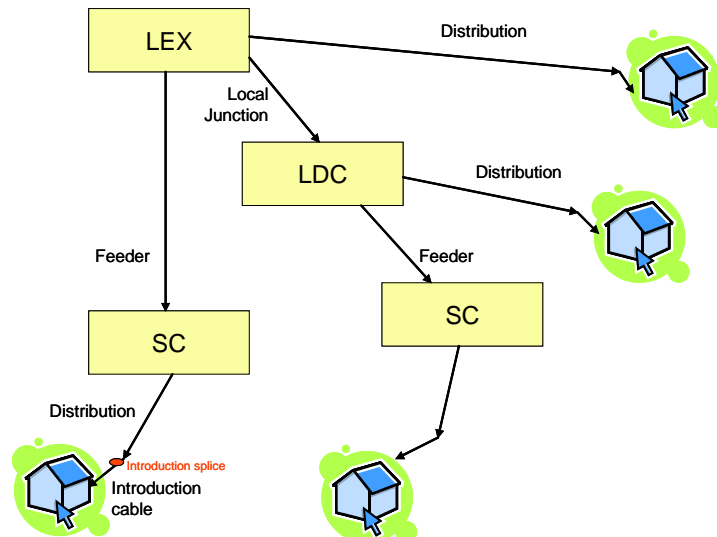 LEX
Distribution
Local
Junction
LDC
Distribution
Feeder
Feeder
SC
SC
Distribution
Introduction splice
Introduction
cable